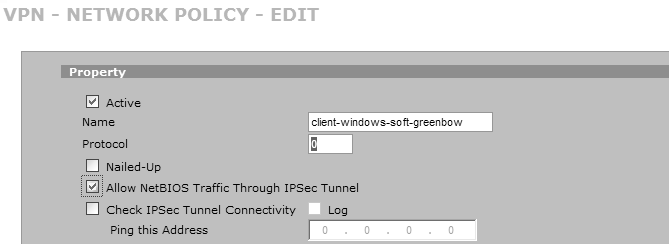 VPN - NETWORK POLICY - EDIT
Property
Active
Name client-windows-soft-greenbow
Protocol 0
Nailed-Up
Allow NetBIOS Traffic Through IPSec Tunnel
Check IPSec Tunnel Connectivity Log
Ping this Address 0 . 0 . 0 . 0